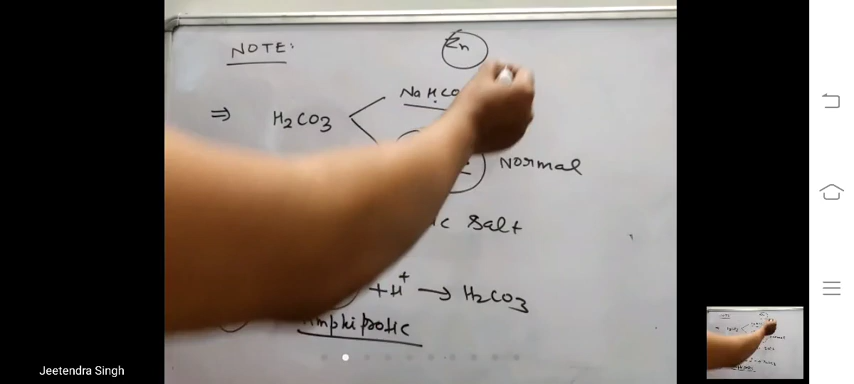 NOTE:
Zn
⇒ H2CO3
NaHCO
Normal
Salt
+ H+ → H2CO3
Amphiprotic
Jeetendra Singh